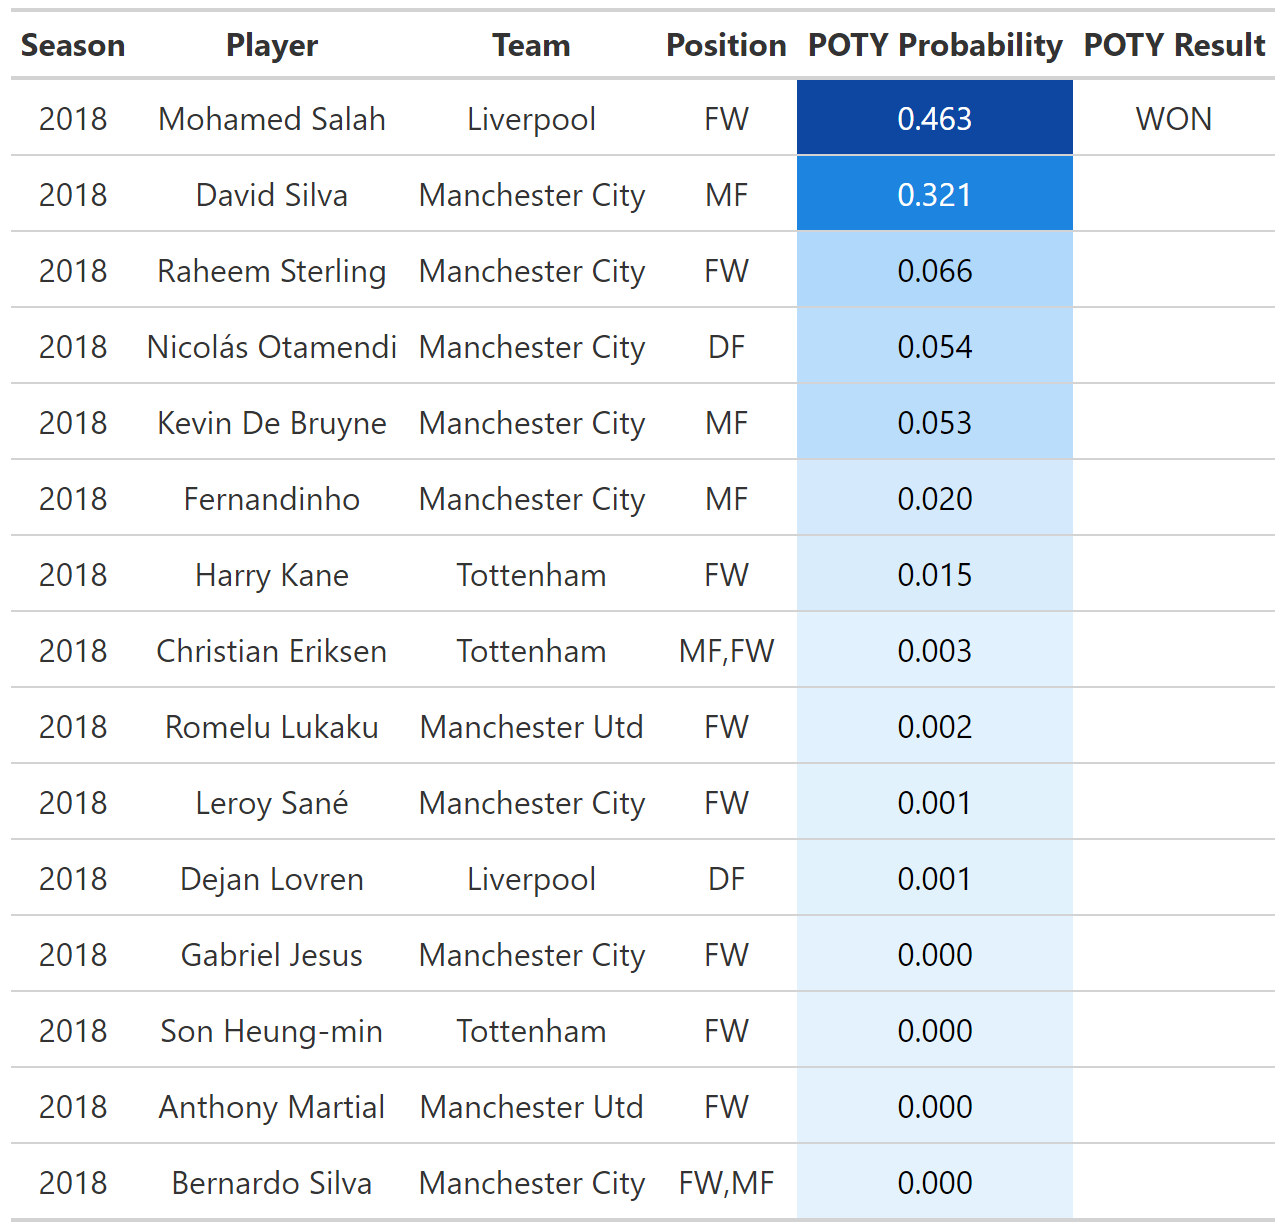 Season Player Team Position POTY Probability POTY Result
2018 Mohamed Salah Liverpool FW 0.463 WON
2018 David Silva Manchester City MF 0.321
2018 Raheem Sterling Manchester City FW 0.066
2018 Nicolás Otamendi Manchester City DF 0.054
2018 Kevin De Bruyne Manchester City MF 0.053
2018 Fernandinho Manchester City MF 0.020
2018 Harry Kane Tottenham FW 0.015
2018 Christian Eriksen Tottenham MF,FW 0.003
2018 Romelu Lukaku Manchester Utd FW 0.002
2018 Leroy Sané Manchester City FW 0.001
2018 Dejan Lovren Liverpool DF 0.001
2018 Gabriel Jesus Manchester City FW 0.000
2018 Son Heung-min Tottenham FW 0.000
2018 Anthony Martial Manchester Utd FW 0.000
2018 Bernardo Silva Manchester City FW,MF 0.000